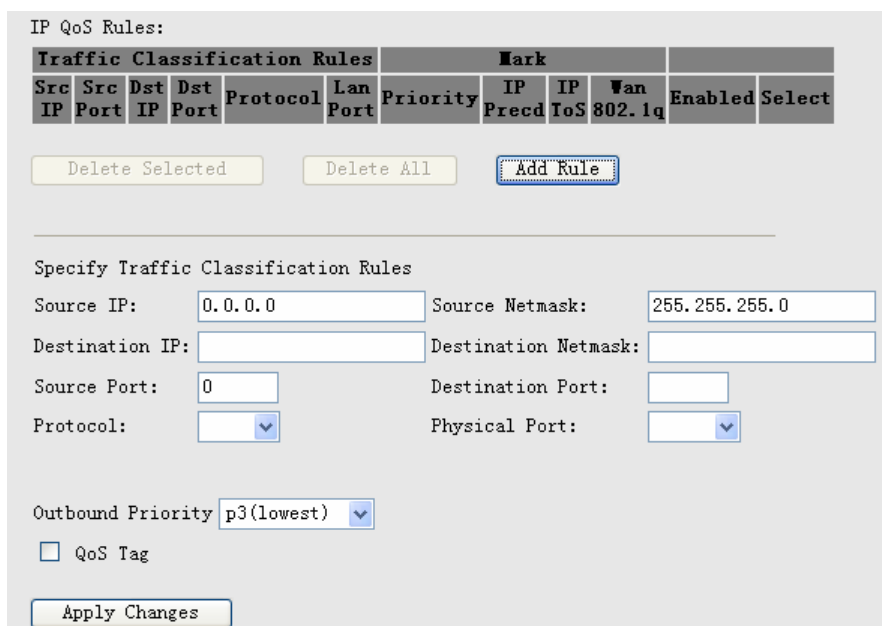 IP QoS Rules:
Traffic Classification Rules Mark
Src IP Src Port Dst IP Dst Port Protocol Lan Port Priority IP Precd IP ToS Wan 802.1q Enabled Select
Delete Selected Delete All Add Rule
Specify Traffic Classification Rules
Source IP: 0.0.0.0 Source Netmask: 255.255.255.0
Destination IP: Destination Netmask:
Source Port: 0 Destination Port:
Protocol: Physical Port:
Outbound Priority p3(lowest)
QoS Tag
Apply Changes